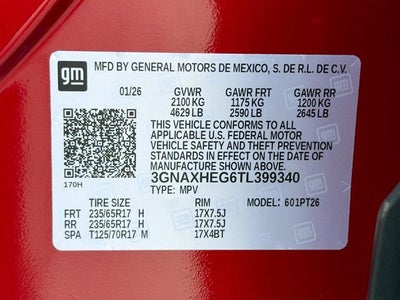 gm
MFD BY GENERAL MOTORS DE MEXICO, S. DE R.L. DE C.V.
01/26 GVWR GAWR FRT GAWR RR
2100 KG 1175 KG 1200 KG
4629 LB 2590 LB 2645 LB
THIS VEHICLE CONFORMS TO ALL
APPLICABLE U.S. FEDERAL MOTOR
VEHICLE SAFETY AND THEFT PREVENTION
STANDARDS IN EFFECT ON THE DATE OF
MANUFACTURE SHOWN ABOVE.
3GNAXHEG6TL399340
170H TYPE: MPV
TIRE SIZE RIM MODEL: 601PT26
FRT 235/65R17 H 17X7.5J
RR 235/65R17 H 17X7.5J
SPA T125/70R17 M 17X4BT